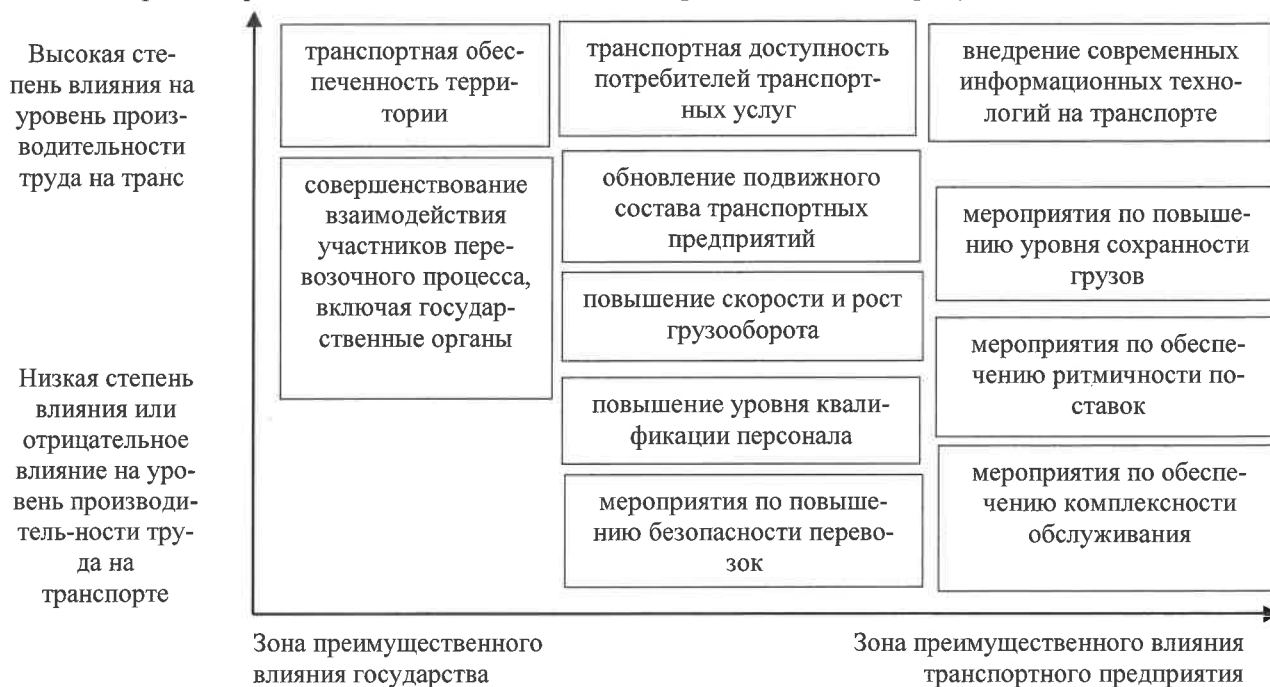 Высокая сте-
пень влияния на
уровень произ-
водительности
труда на транс
Низкая степень
влияния или
отрицательное
влияние на уро-
вень производи-
тель-ности тру-
да на
транспорте
транспортная обес-
печенность терри-
тории
совершенствование
взаимодействия
участников пере-
возочного процесса,
включая государ-
ственные органы
транспортная доступность
потребителей транспорт-
ных услуг
обновление подвижного
состава транспортных
предприятий
повышение скорости и рост
грузооборота
повышение уровня квали-
фикации персонала
мероприятия по повыше-
нию безопасности перево-
зок
внедрение современных
информационных техно-
логий на транспорте
мероприятия по повыше-
нию уровня сохранности
грузов
мероприятия по обеспе-
чению ритмичности по-
ставок
мероприятия по обеспе-
чению комплексности
обслуживания
Зона преимущественного
влияния государства
Зона преимущественного влияния
транспортного предприятия